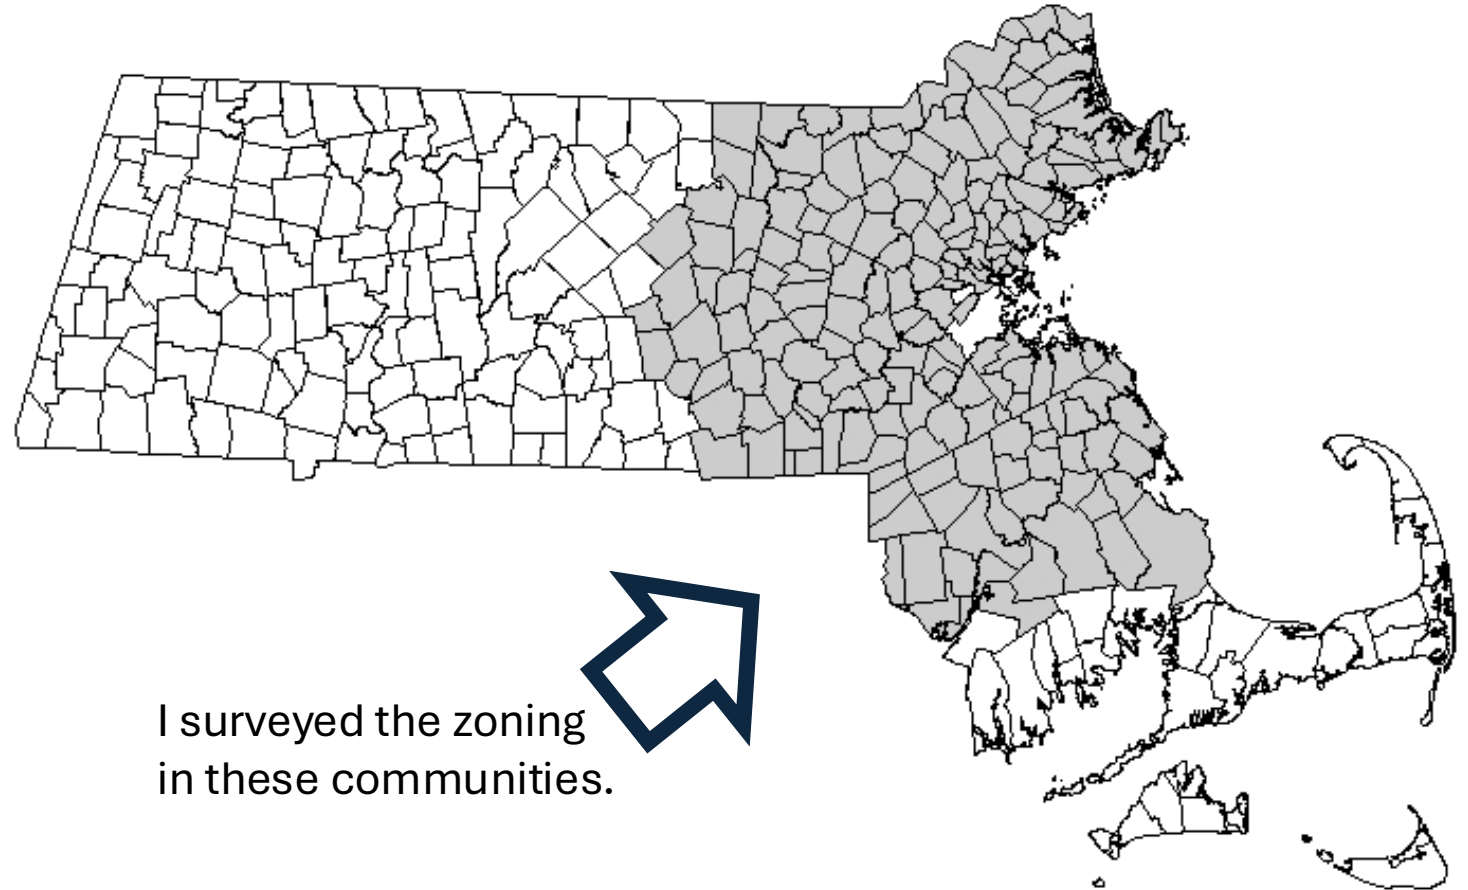 I surveyed the zoning
in these communities.